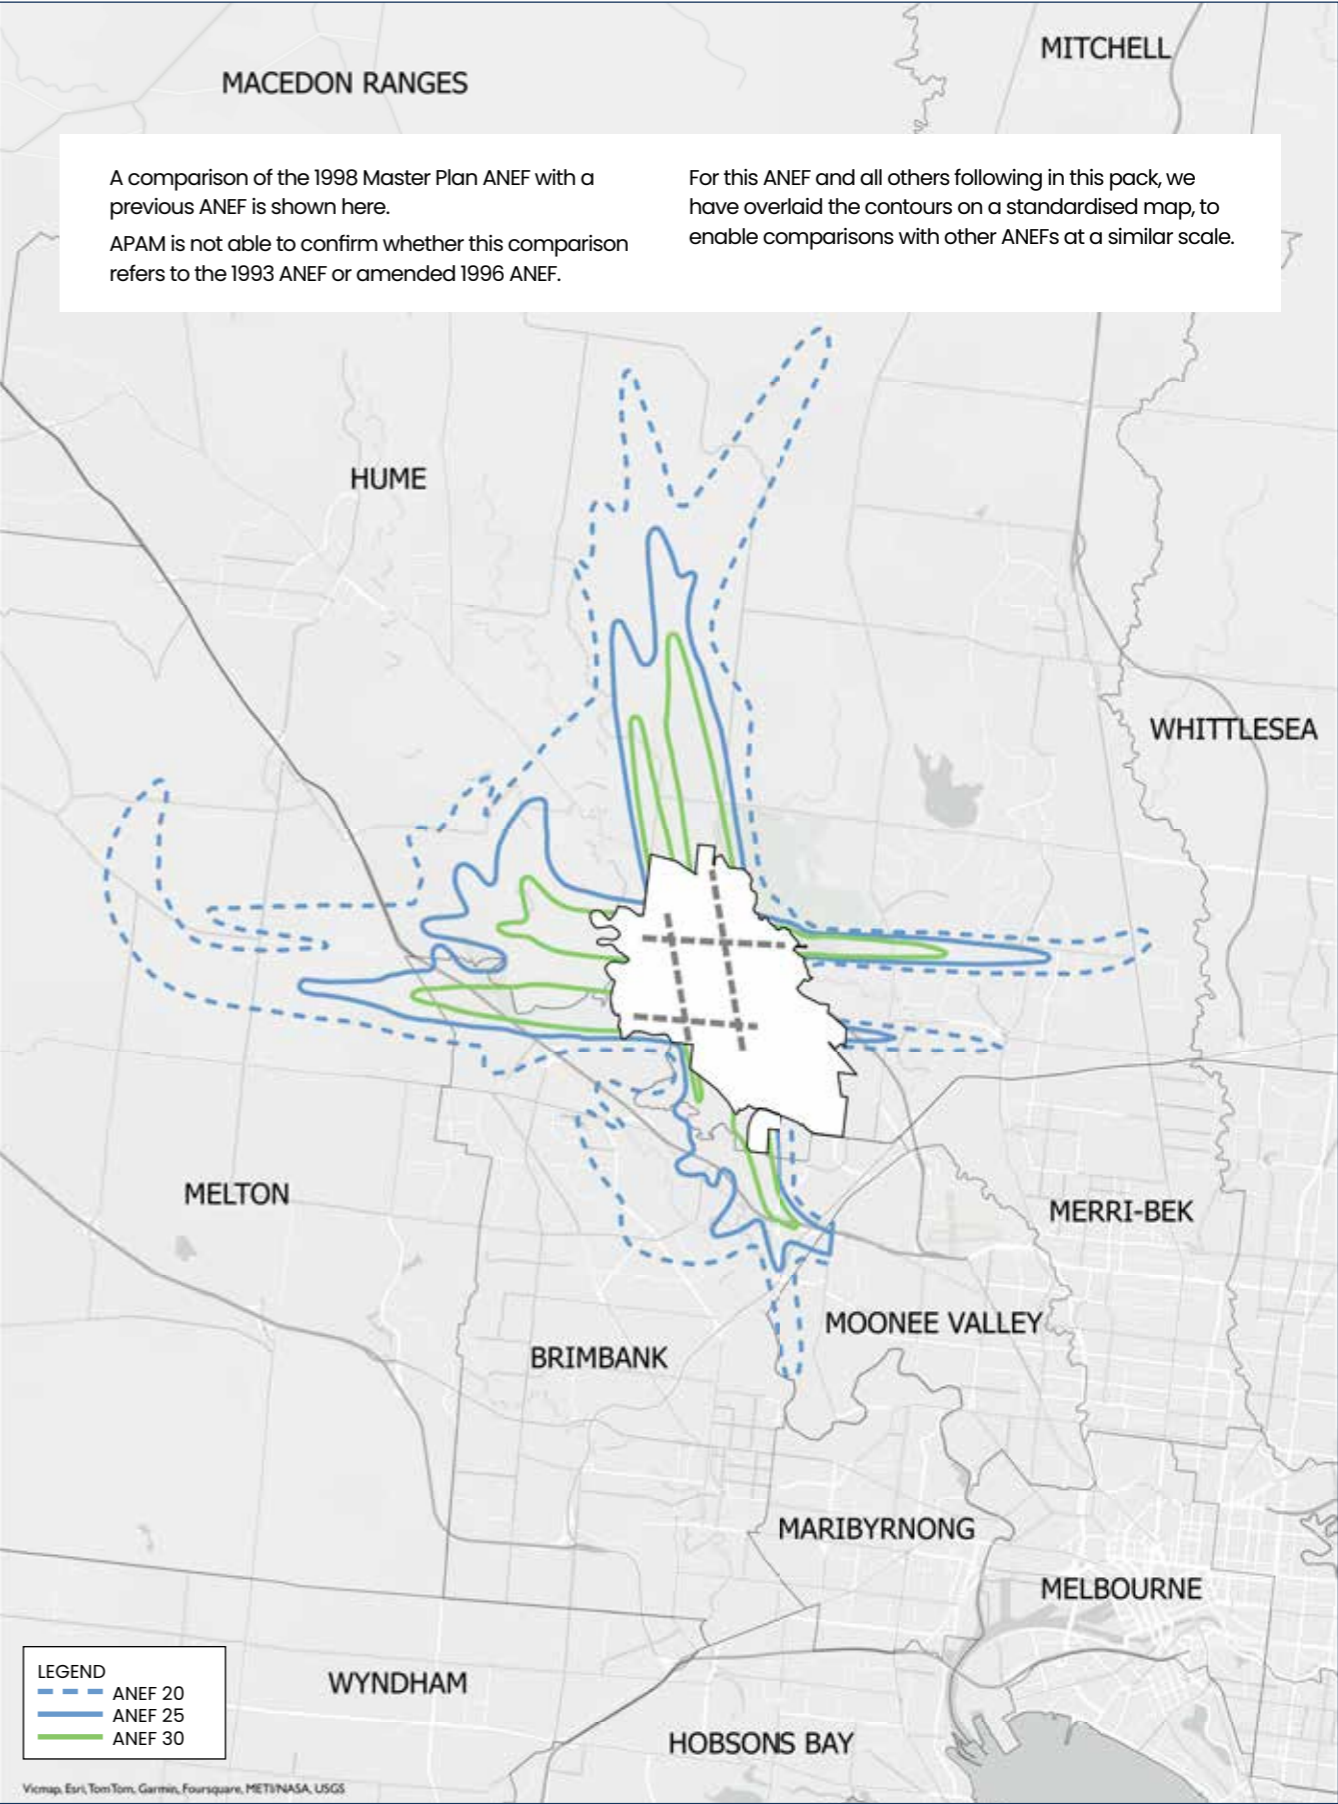 MITCHELL
MACEDON RANGES
A comparison of the 1998 Master Plan ANEF with a
previous ANEF is shown here.
APAM is not able to confirm whether this comparison
refers to the 1993 ANEF or amended 1996 ANEF.
For this ANEF and all others following in this pack, we
have overlaid the contours on a standardised map, to
enable comparisons with other ANEFs at a similar scale.
HUME
WHITTLESEA
MELTON
MERRI-BEK
MOONEE VALLEY
BRIMBANK
MARIBYRNONG
MELBOURNE
WYNDHAM
HOBSONS BAY
LEGEND
ANEF 20
ANEF 25
ANEF 30
Vicmap, Esri, TomTom, Garmin, Foursquare, METI/NASA, USGS